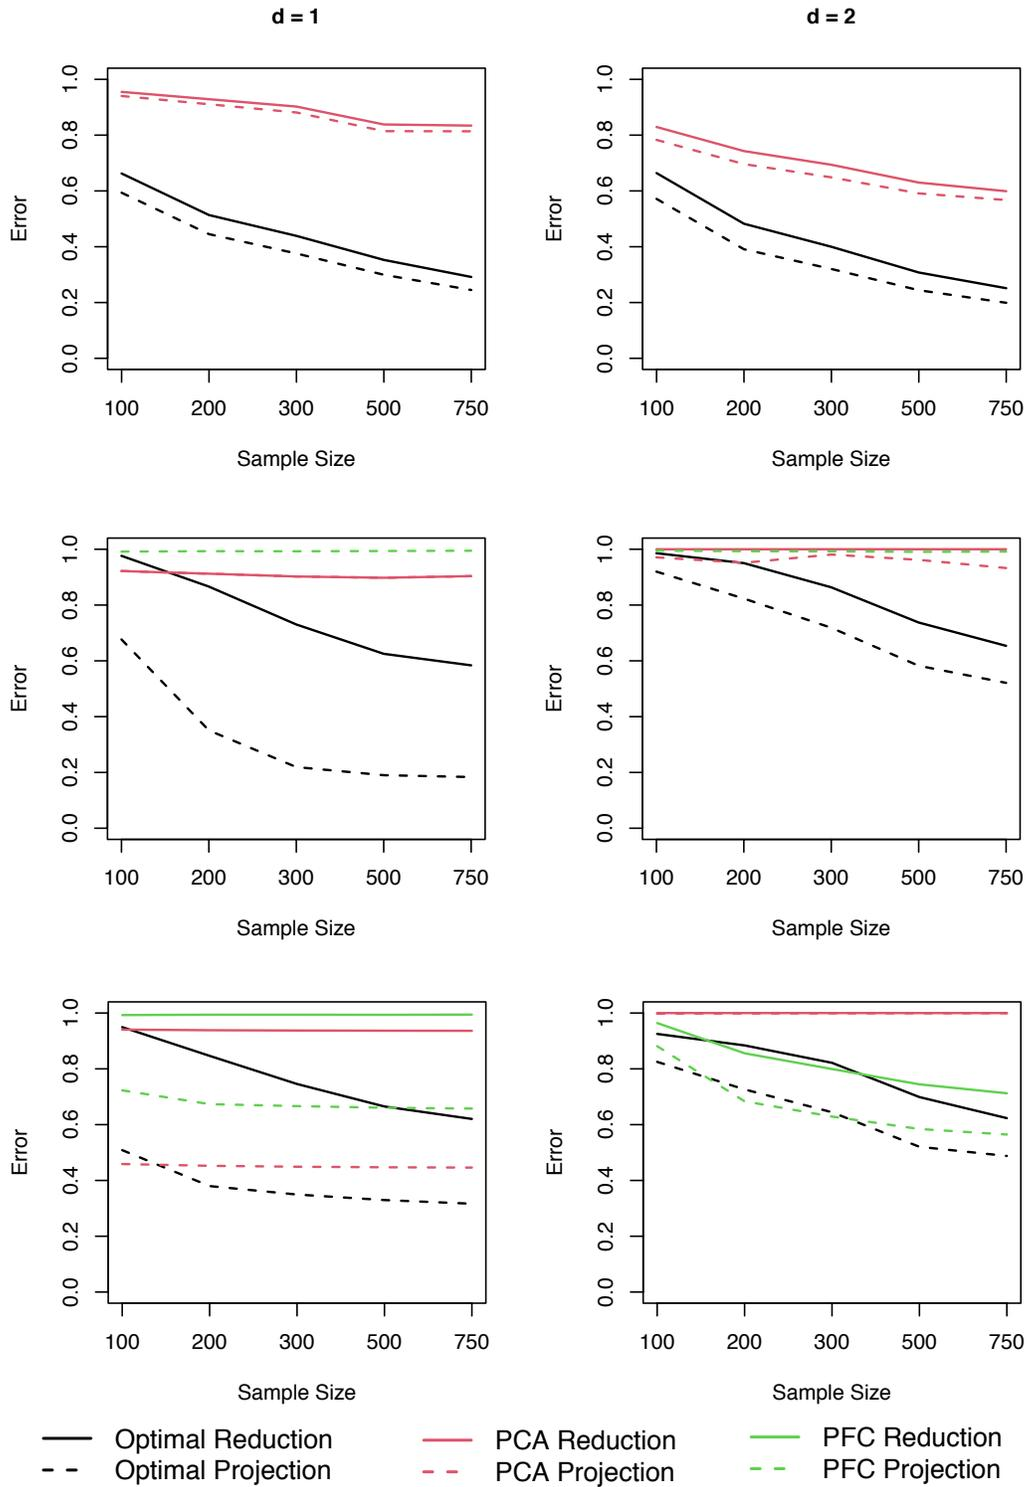 d = 1
d = 2
1.0
0.8
0.6
0.4
0.2
0.0
Error
100 200 300 500 750
Sample Size
1.0
0.8
0.6
0.4
0.2
0.0
Error
100 200 300 500 750
Sample Size
1.0
0.8
0.6
0.4
0.2
0.0
Error
100 200 300 500 750
Sample Size
1.0
0.8
0.6
0.4
0.2
0.0
Error
100 200 300 500 750
Sample Size
1.0
0.8
0.6
0.4
0.2
0.0
Error
100 200 300 500 750
Sample Size
1.0
0.8
0.6
0.4
0.2
0.0
Error
100 200 300 500 750
Sample Size
Optimal Reduction
Optimal Projection
PCA Reduction
PCA Projection
PFC Reduction
PFC Projection